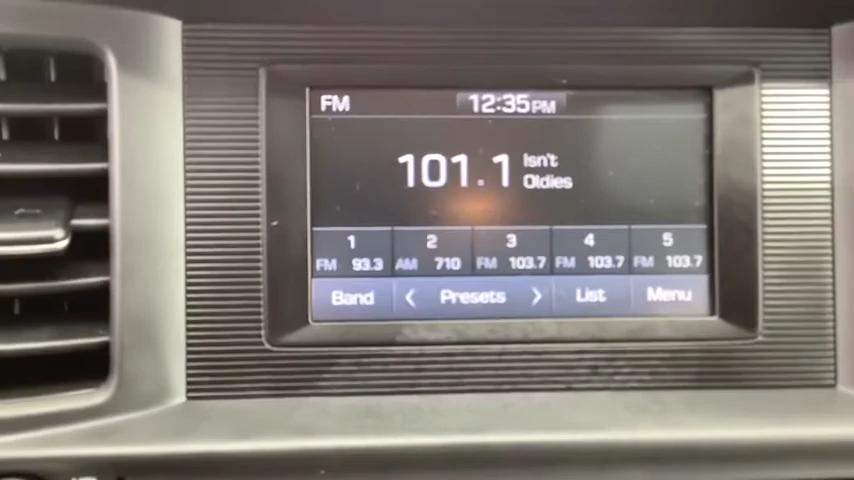 FM 12:35PM
101.1 Isn't
Oldies
1 2 3 4 5
FM 93.3 AM 710 FM 103.7 FM 103.7 FM 103.7
Band < Presets > List Menu